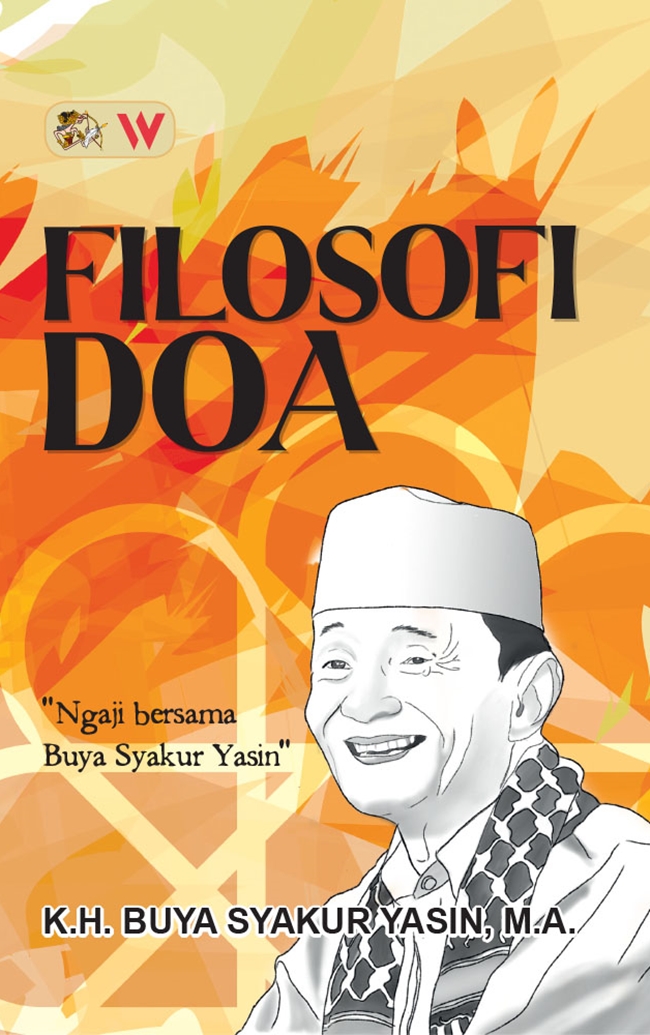 W
FILOSOFI
DOA
"Ngaji bersama
Buya Syakur Yasin"
K.H. BUYA SYAKUR YASIN, M.A.